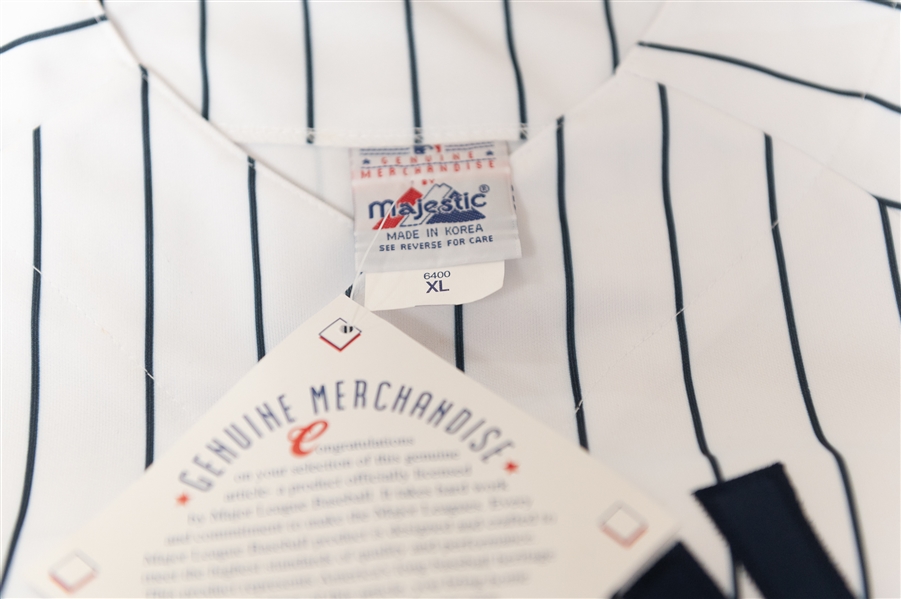 GENUINE
MERCHANDISE
Majestic®
MADE IN KOREA
SEE REVERSE FOR CARE
6400
XL
GENUINE MERCHANDISE
Congratulations
on your selection of this genuine
article: a product officially licensed
by Major League Baseball. It takes hard work
and commitment to make the Major Leagues. Every
Major League Baseball product is designed and crafted to
meet the highest standards of quality and performance